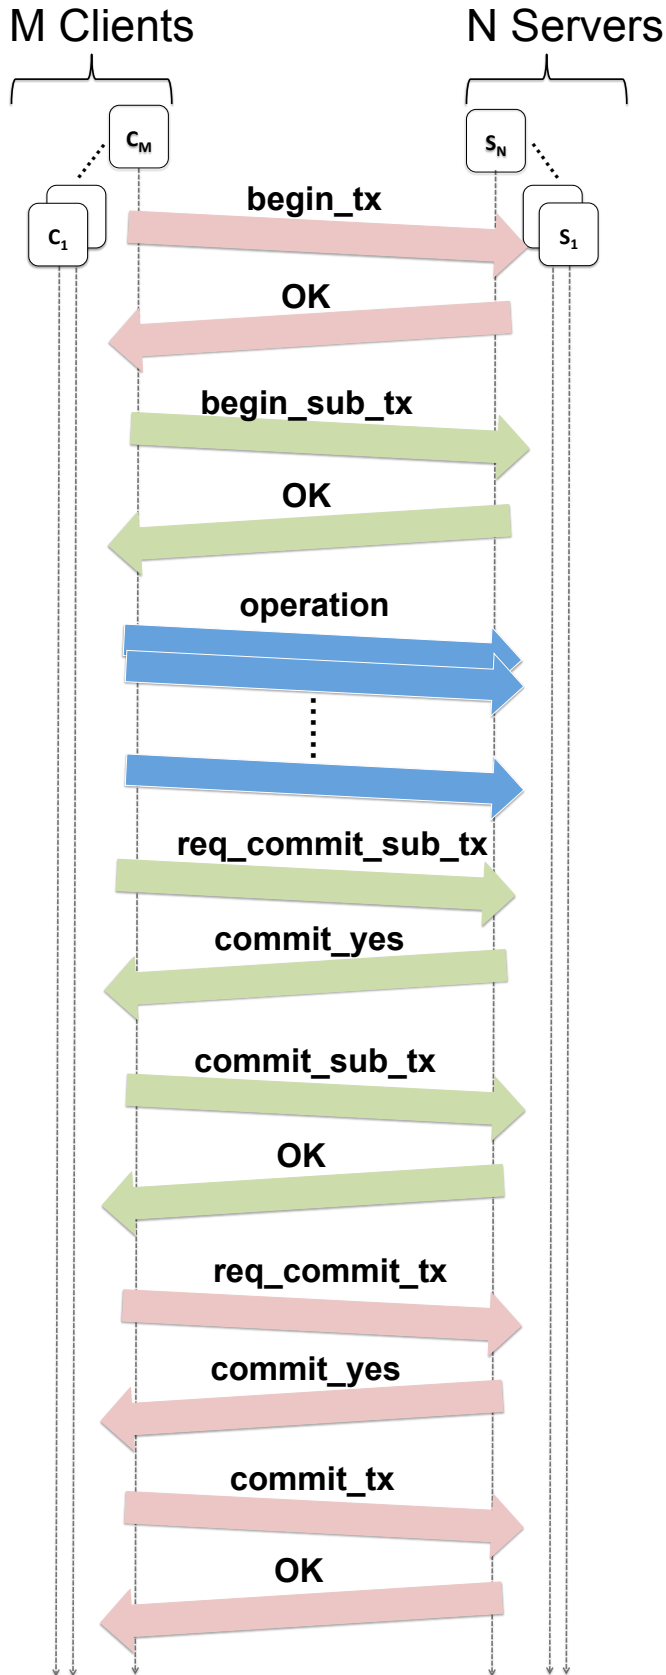 M Clients
N Servers
CM
SN
C1
S1
begin_tx
OK
begin_sub_tx
OK
operation
req_commit_sub_tx
commit_yes
commit_sub_tx
OK
req_commit_tx
commit_yes
commit_tx
OK